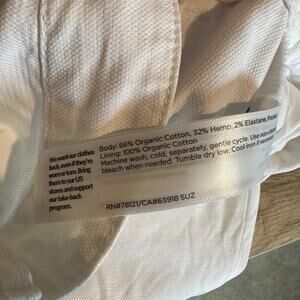 We want our clothes
back, even if they're
worn or torn. Bring
them to our US
stores and support
our take-back
program.
Body: 66% Organic Cotton, 32% Hemp, 2% Elastane, Pocket
Lining: 100% Organic Cotton
Machine wash, cold, separately, gentle cycle. Use non-chlorine
bleach when needed. Tumble dry low. Cool iron if necessary
RN#78121/CA#63918 SUZ